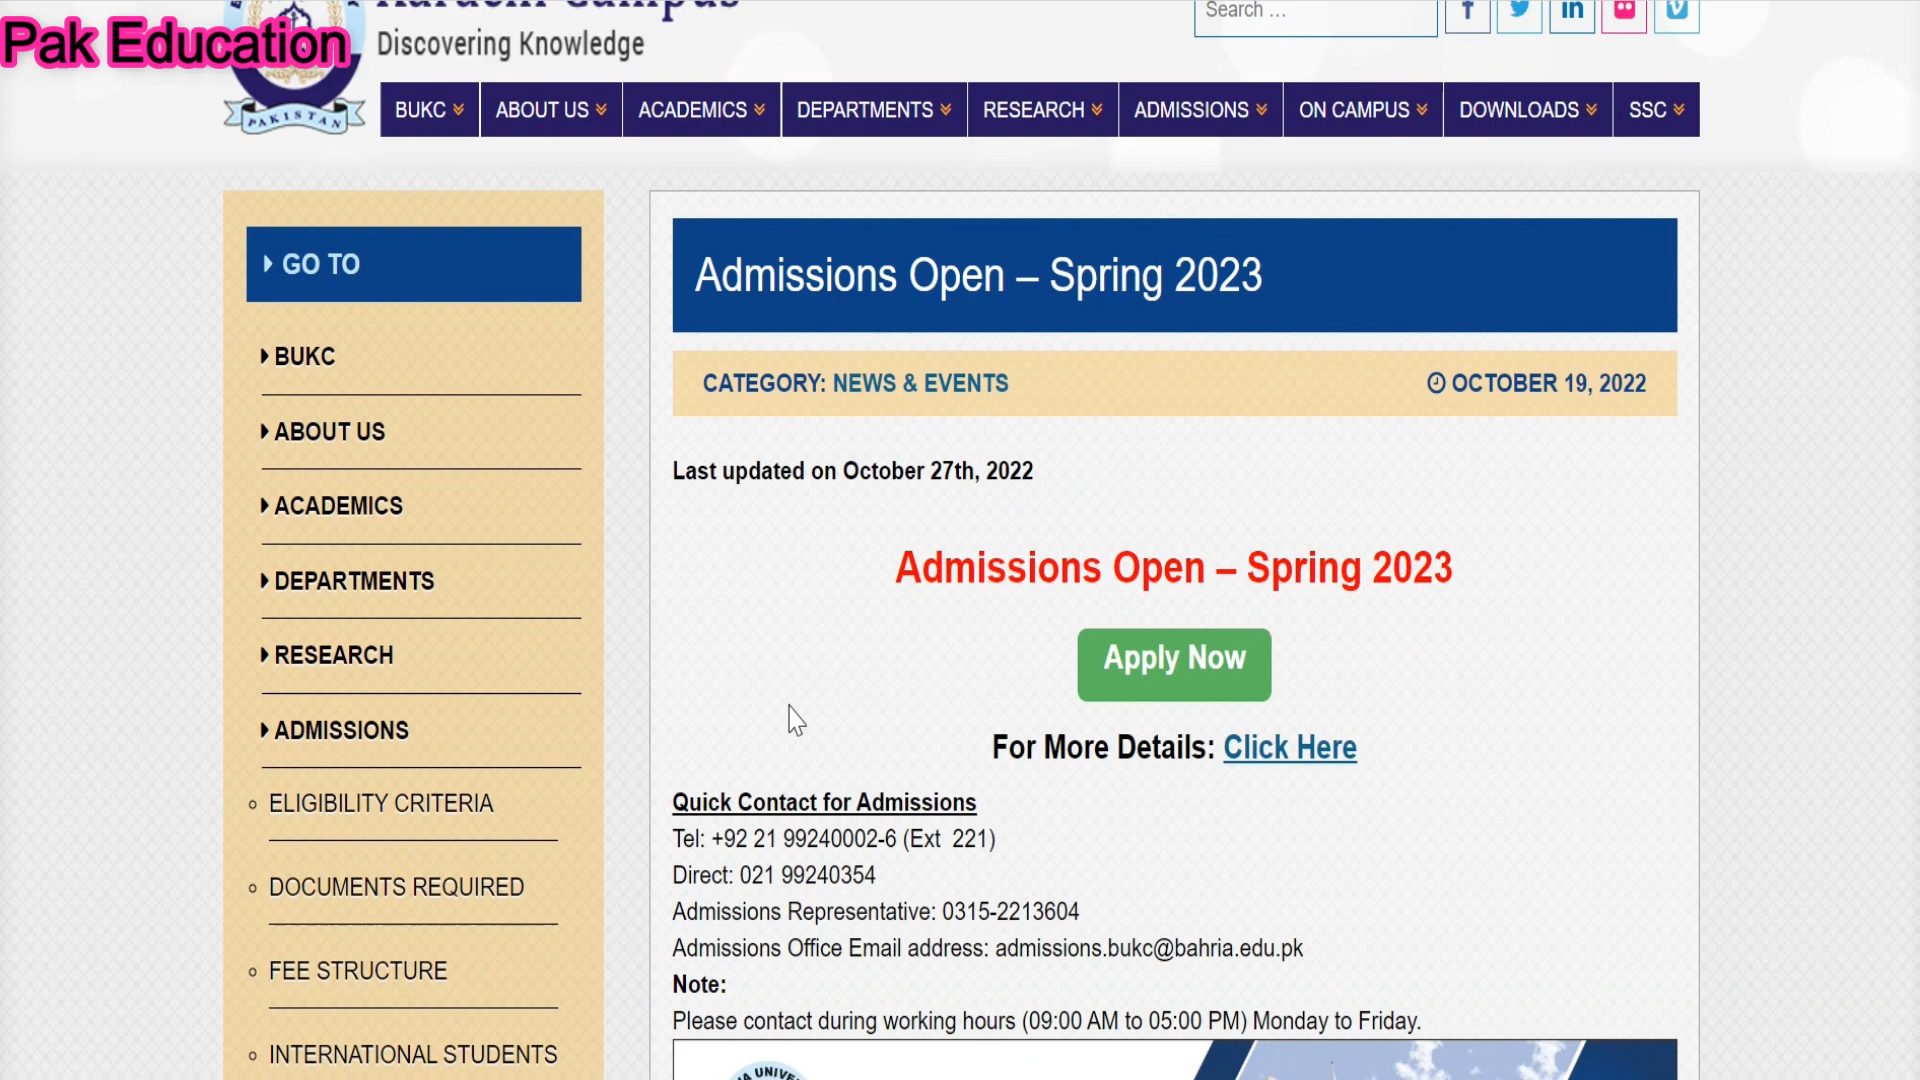 Karachi Campus
Pak Education
Discovering Knowledge
Search ...
PAKISTAN
BUKC
ABOUT US
ACADEMICS
DEPARTMENTS
RESEARCH
ADMISSIONS
ON CAMPUS
DOWNLOADS
SSC
GO TO
BUKC
ABOUT US
ACADEMICS
DEPARTMENTS
RESEARCH
ADMISSIONS
ELIGIBILITY CRITERIA
DOCUMENTS REQUIRED
FEE STRUCTURE
INTERNATIONAL STUDENTS
Admissions Open – Spring 2023
CATEGORY: NEWS & EVENTS
OCTOBER 19, 2022
Last updated on October 27th, 2022
Admissions Open – Spring 2023
Apply Now
For More Details: Click Here
Quick Contact for Admissions
Tel: +92 21 99240002-6 (Ext 221)
Direct: 021 99240354
Admissions Representative: 0315-2213604
Admissions Office Email address: admissions.bukc@bahria.edu.pk
Note:
Please contact during working hours (09:00 AM to 05:00 PM) Monday to Friday.